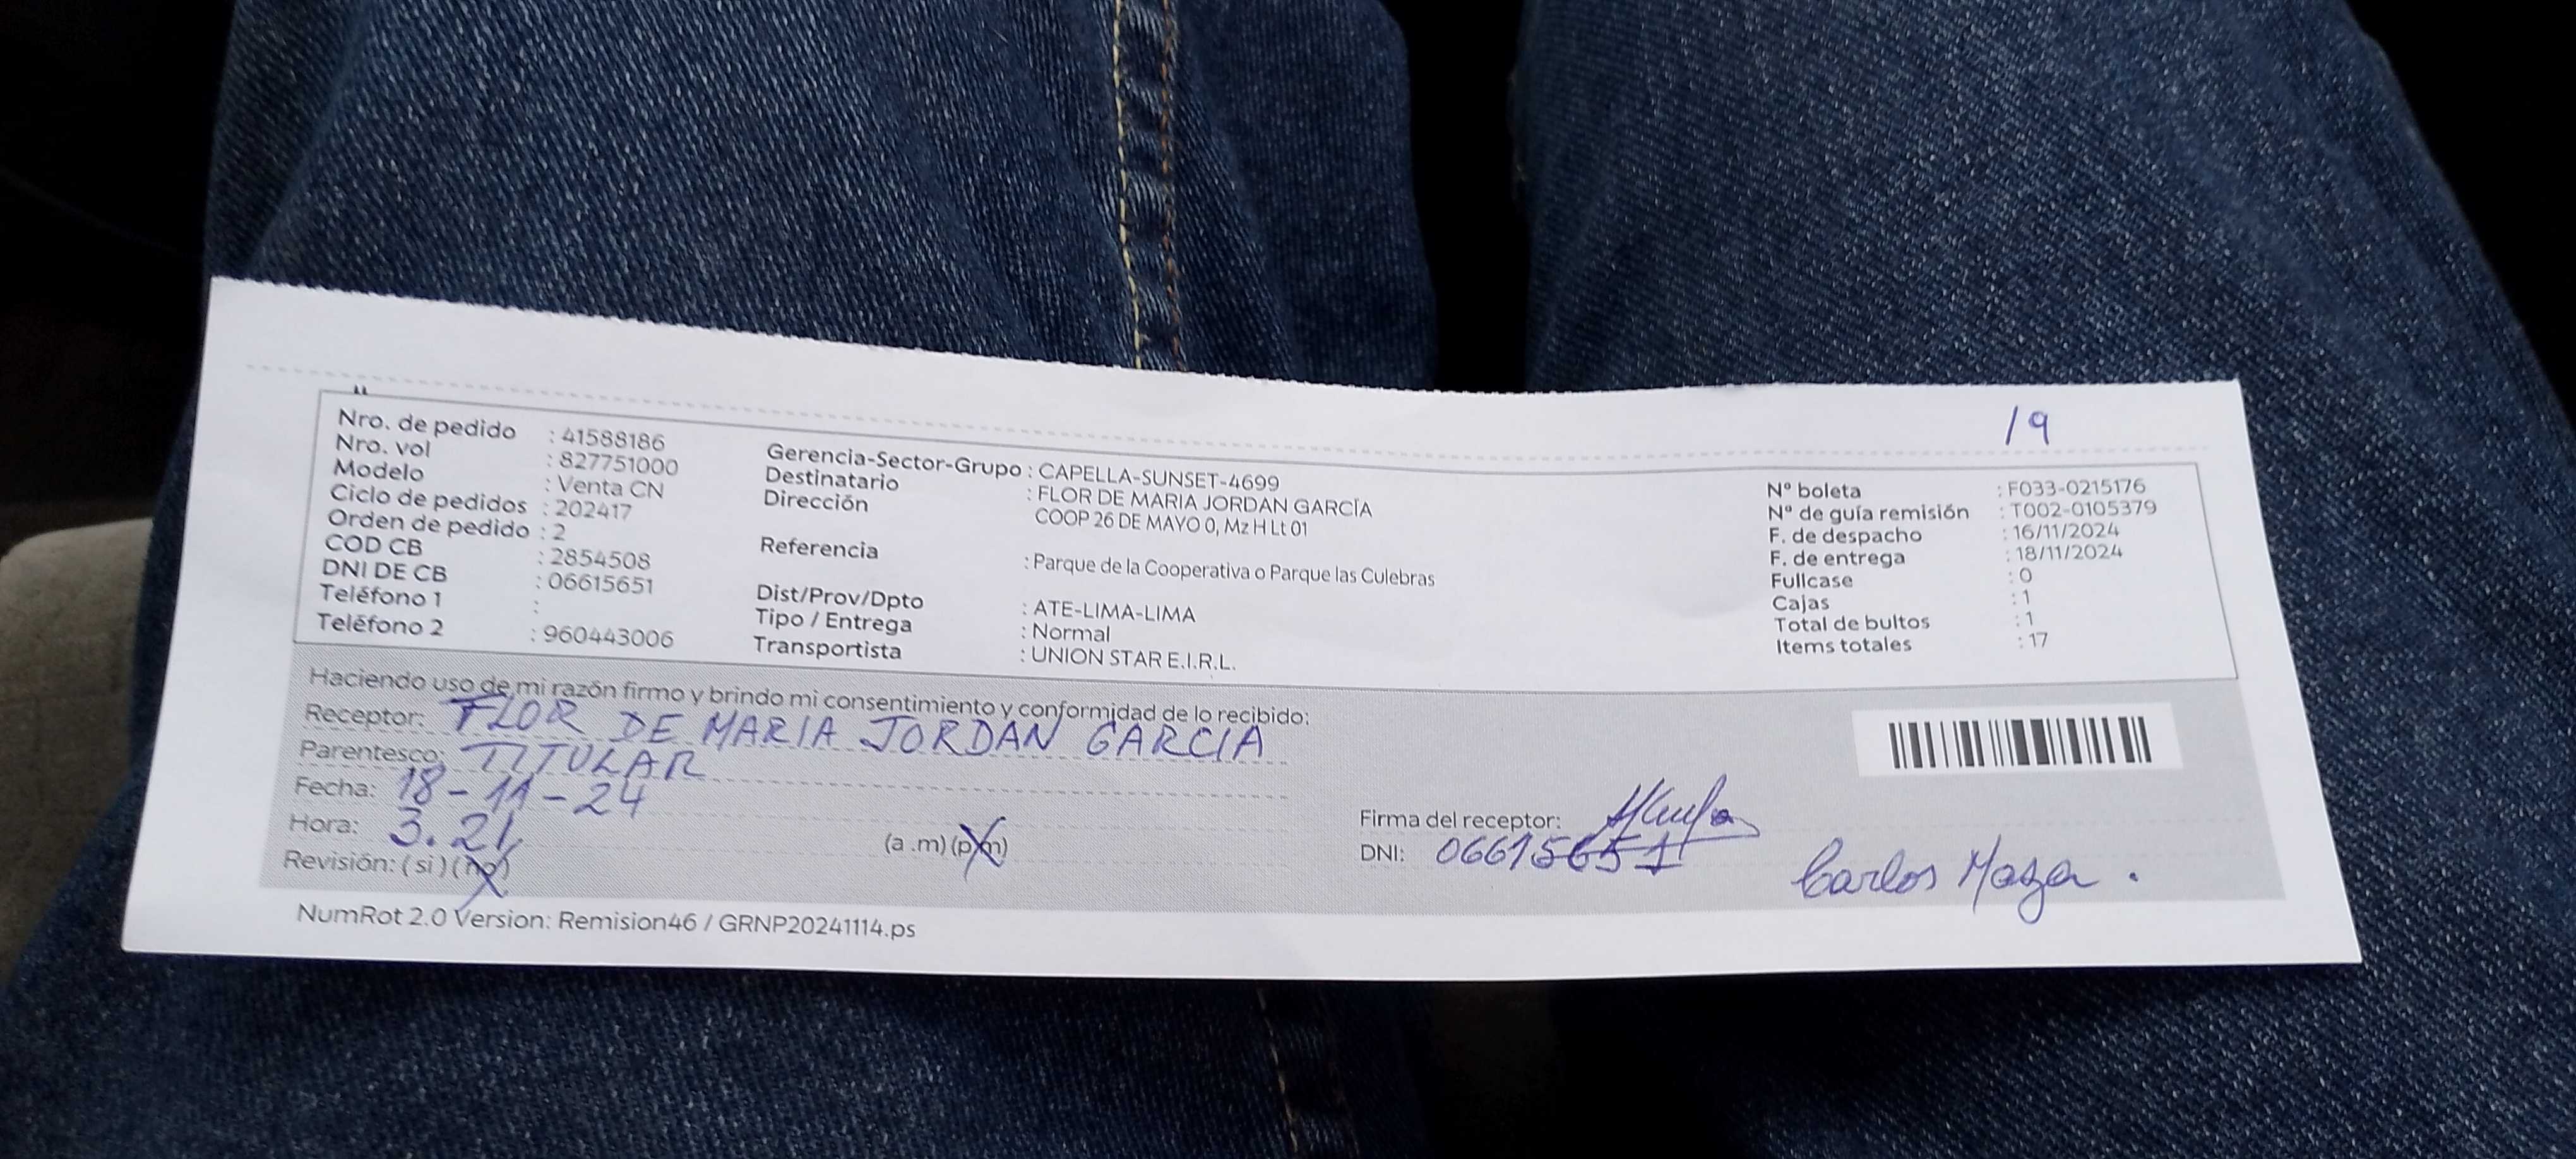 19
Nro. de pedido : 41588186
Nro. vol : 827751000
Modelo : Venta CN
Ciclo de pedidos : 202417
Orden de pedido : 2
COD CB : 2854508
DNI DE CB : 06615651
Teléfono 1 :
Teléfono 2 : 960443006
Gerencia-Sector-Grupo : CAPELLA-SUNSET-4699
Destinatario : FLOR DE MARIA JORDAN GARCÍA
Dirección COOP 26 DE MAYO 0, Mz H Lt 01
Referencia : Parque de la Cooperativa o Parque las Culebras
Dist/Prov/Dpto : ATE-LIMA-LIMA
Tipo / Entrega : Normal
Transportista : UNION STAR E.I.R.L.
Nº boleta : F033-0215176
Nº de guía remisión : T002-0105379
F. de despacho : 16/11/2024
F. de entrega : 18/11/2024
Fullcase : 0
Cajas : 1
Total de bultos : 1
Items totales : 17
Haciendo uso de mi razón firmo y brindo mi consentimiento y conformidad de lo recibido:
Receptor: FLOR DE MARIA JORDAN GARCIA
Parentesco: TITULAR
Fecha: 18-11-24
Hora: 3.21 (a .m) (p.m)
Revisión: ( si ) ( no )
Firma del receptor:
DNI: 06615651
Carlos Maza .
NumRot 2.0 Version: Remision46 / GRNP20241114.ps